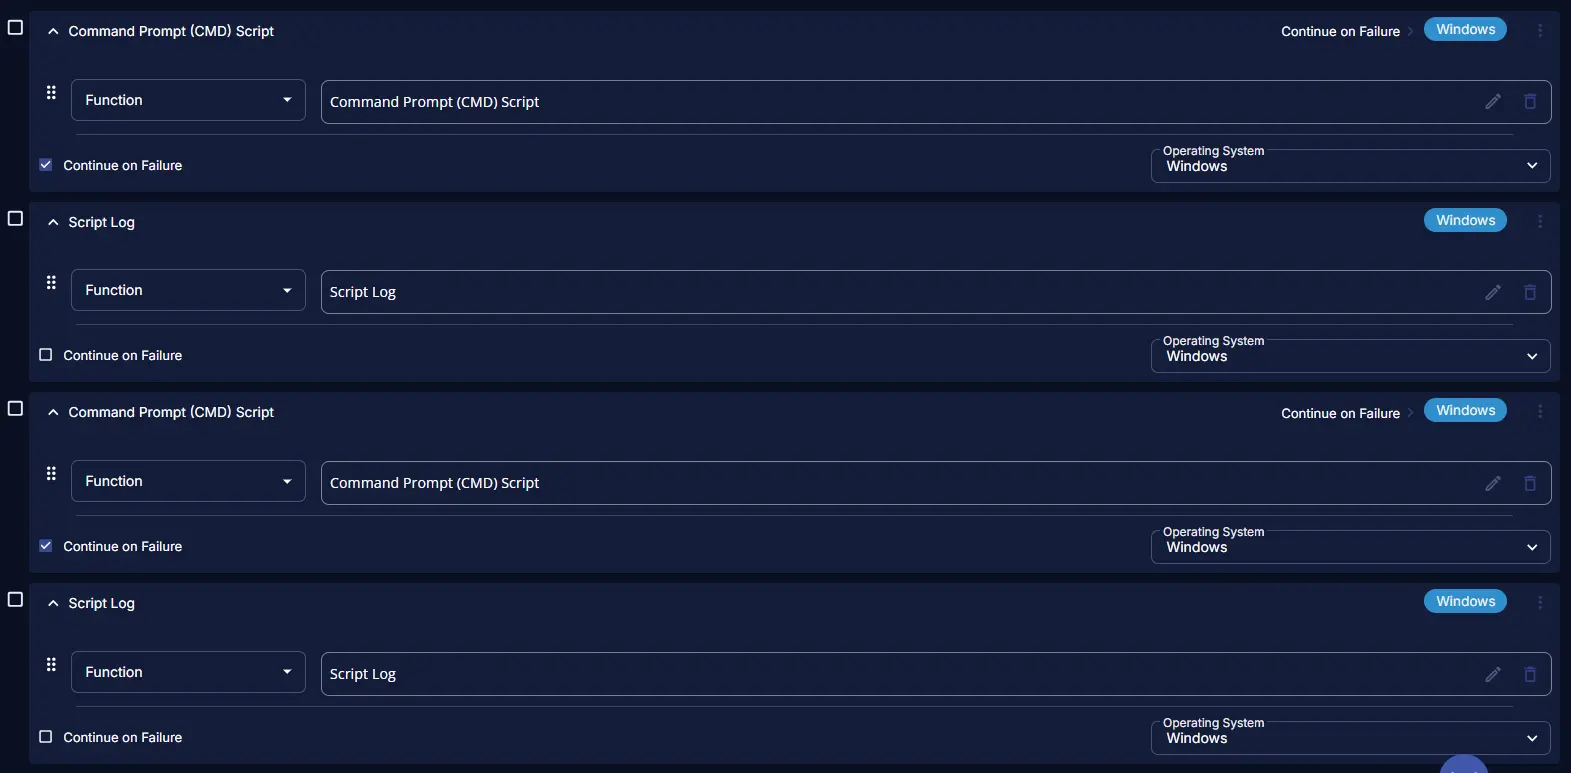 Command Prompt (CMD) Script
Continue on Failure
Windows
Function
Command Prompt (CMD) Script
Continue on Failure
Operating System
Windows
Script Log
Windows
Function
Script Log
Continue on Failure
Operating System
Windows
Command Prompt (CMD) Script
Continue on Failure
Windows
Function
Command Prompt (CMD) Script
Continue on Failure
Operating System
Windows
Script Log
Windows
Function
Script Log
Continue on Failure
Operating System
Windows